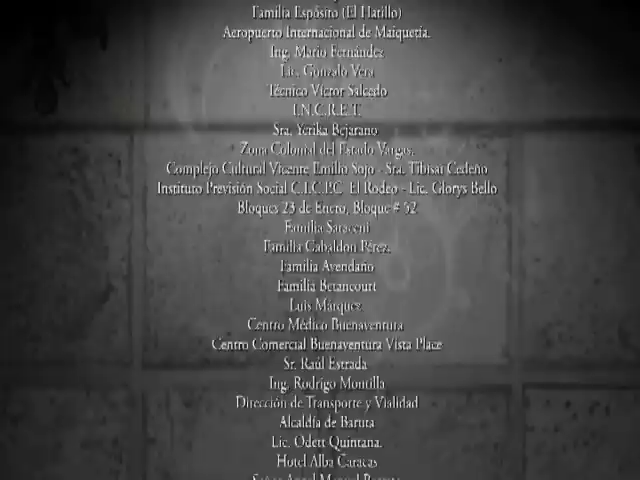 Familia Espósito (El Hatillo)
Aeropuerto Internacional de Maiquetía.
Ing. Mario Fernández
Lic. Gonzalo Vera
Técnico Víctor Salcedo
I.N.C.R.E.T.
Sra. Yerika Bejarano
Zona Colonial del Estado Vargas.
Complejo Cultural Vicente Emilio Sojo - Sra. Tibisai Cedeño
Instituto Previsión Social C.I.C.P.C El Rodeo - Lic. Glorys Bello
Bloques 23 de Enero, Bloque # 52
Familia Saraceni
Familia Cabaldon Pérez.
Familia Avendaño
Familia Betancourt
Luis Márquez.
Centro Médico Buenaventura
Centro Comercial Buenaventura Vista Place
Sr. Raúl Estrada
Ing. Rodrigo Montilla
Dirección de Transporte y Vialidad
Alcaldía de Baruta
Lic. Odett Quintana.
Hotel Alba Caracas